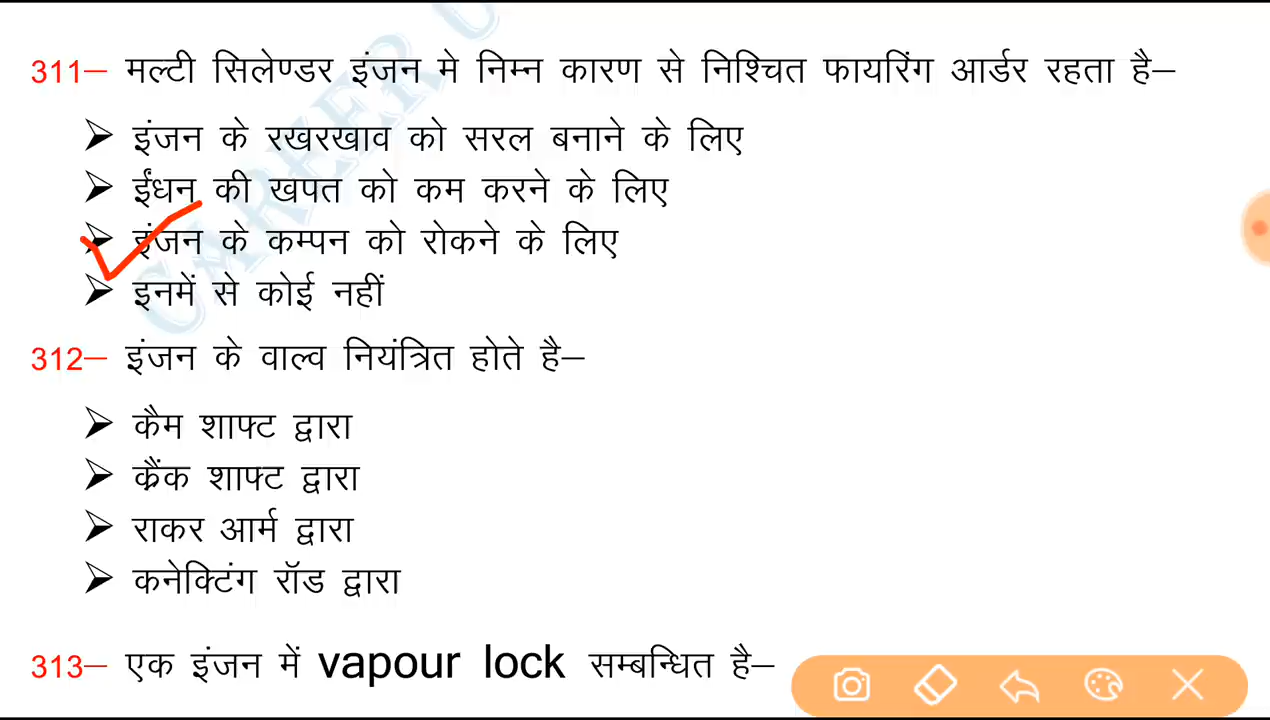 311– मल्टी सिलेण्डर इंजन मे निम्न कारण से निश्चित फायरिंग आर्डर रहता है–
➢ इंजन के रखरखाव को सरल बनाने के लिए
➢ ईंधन की खपत को कम करने के लिए
➢ इंजन के कम्पन को रोकने के लिए
➢ इनमें से कोई नहीं
312– इंजन के वाल्व नियंत्रित होते है–
➢ कैम शाफ्ट द्वारा
➢ क्रैंक शाफ्ट द्वारा
➢ राकर आर्म द्वारा
➢ कनेक्टिंग रॉड द्वारा
313– एक इंजन में vapour lock सम्बन्धित है–
CAREER